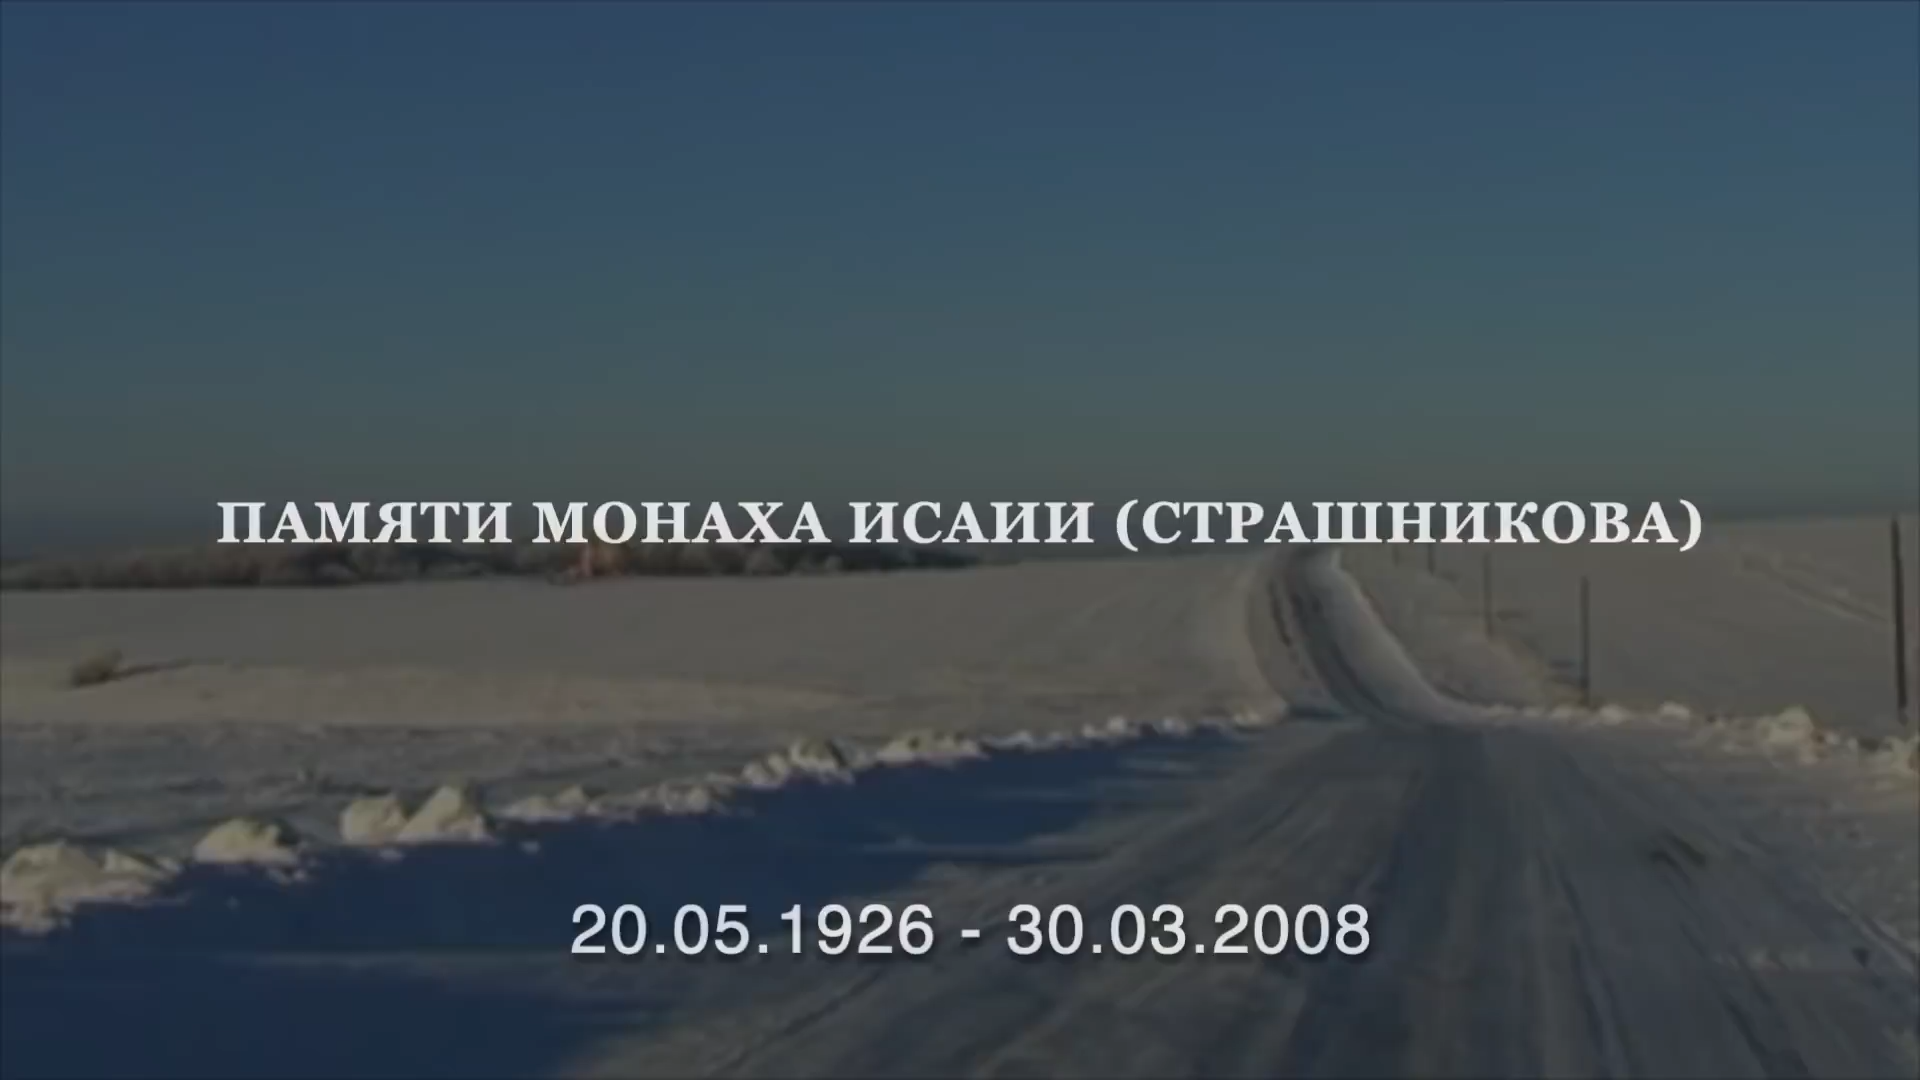 ПАМЯТИ МОНАХА ИСАИИ (СТРАШНИКОВА)
20.05.1926 - 30.03.2008